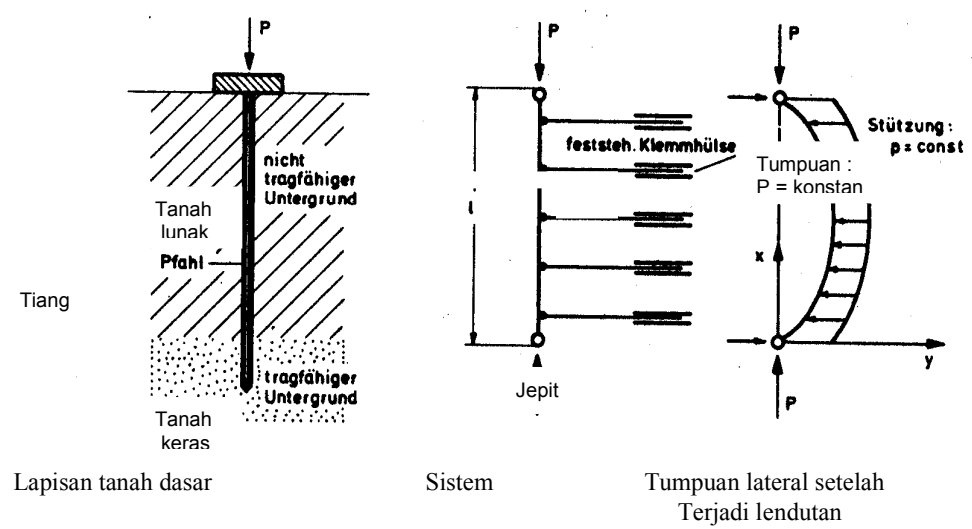 P
nicht
tragfähiger
Untergrund
Tanah
lunak
Pfahl
Tiang
tragfähiger
Untergrund
Tanah
keras
Lapisan tanah dasar
P
feststeh. Klemmhülse
l
Jepit
Sistem
P
Stützung:
p = const
Tumpuan :
P = konstan
x
y
P
Tumpuan lateral setelah
Terjadi lendutan